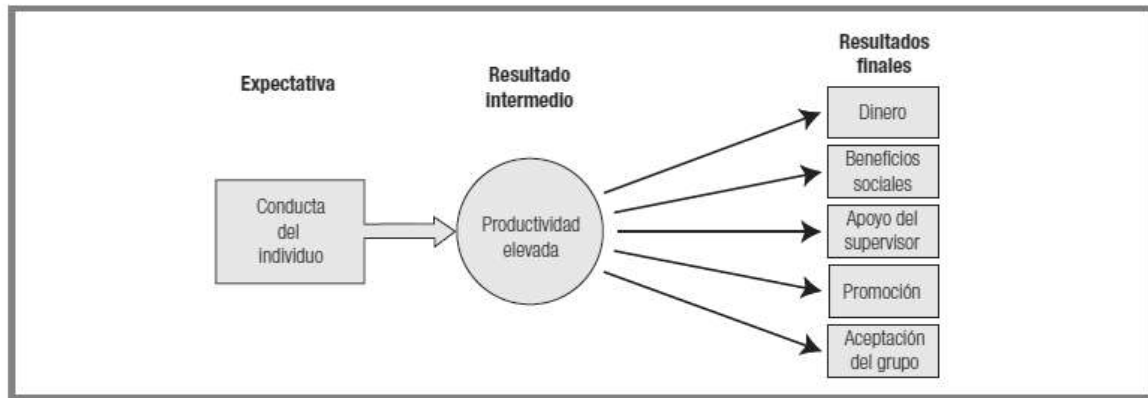 Expectativa
Resultado
intermedio
Resultados
finales
Conducta
del
individuo
Productividad
elevada
Dinero
Beneficios
sociales
Apoyo del
supervisor
Promoción
Aceptación
del grupo